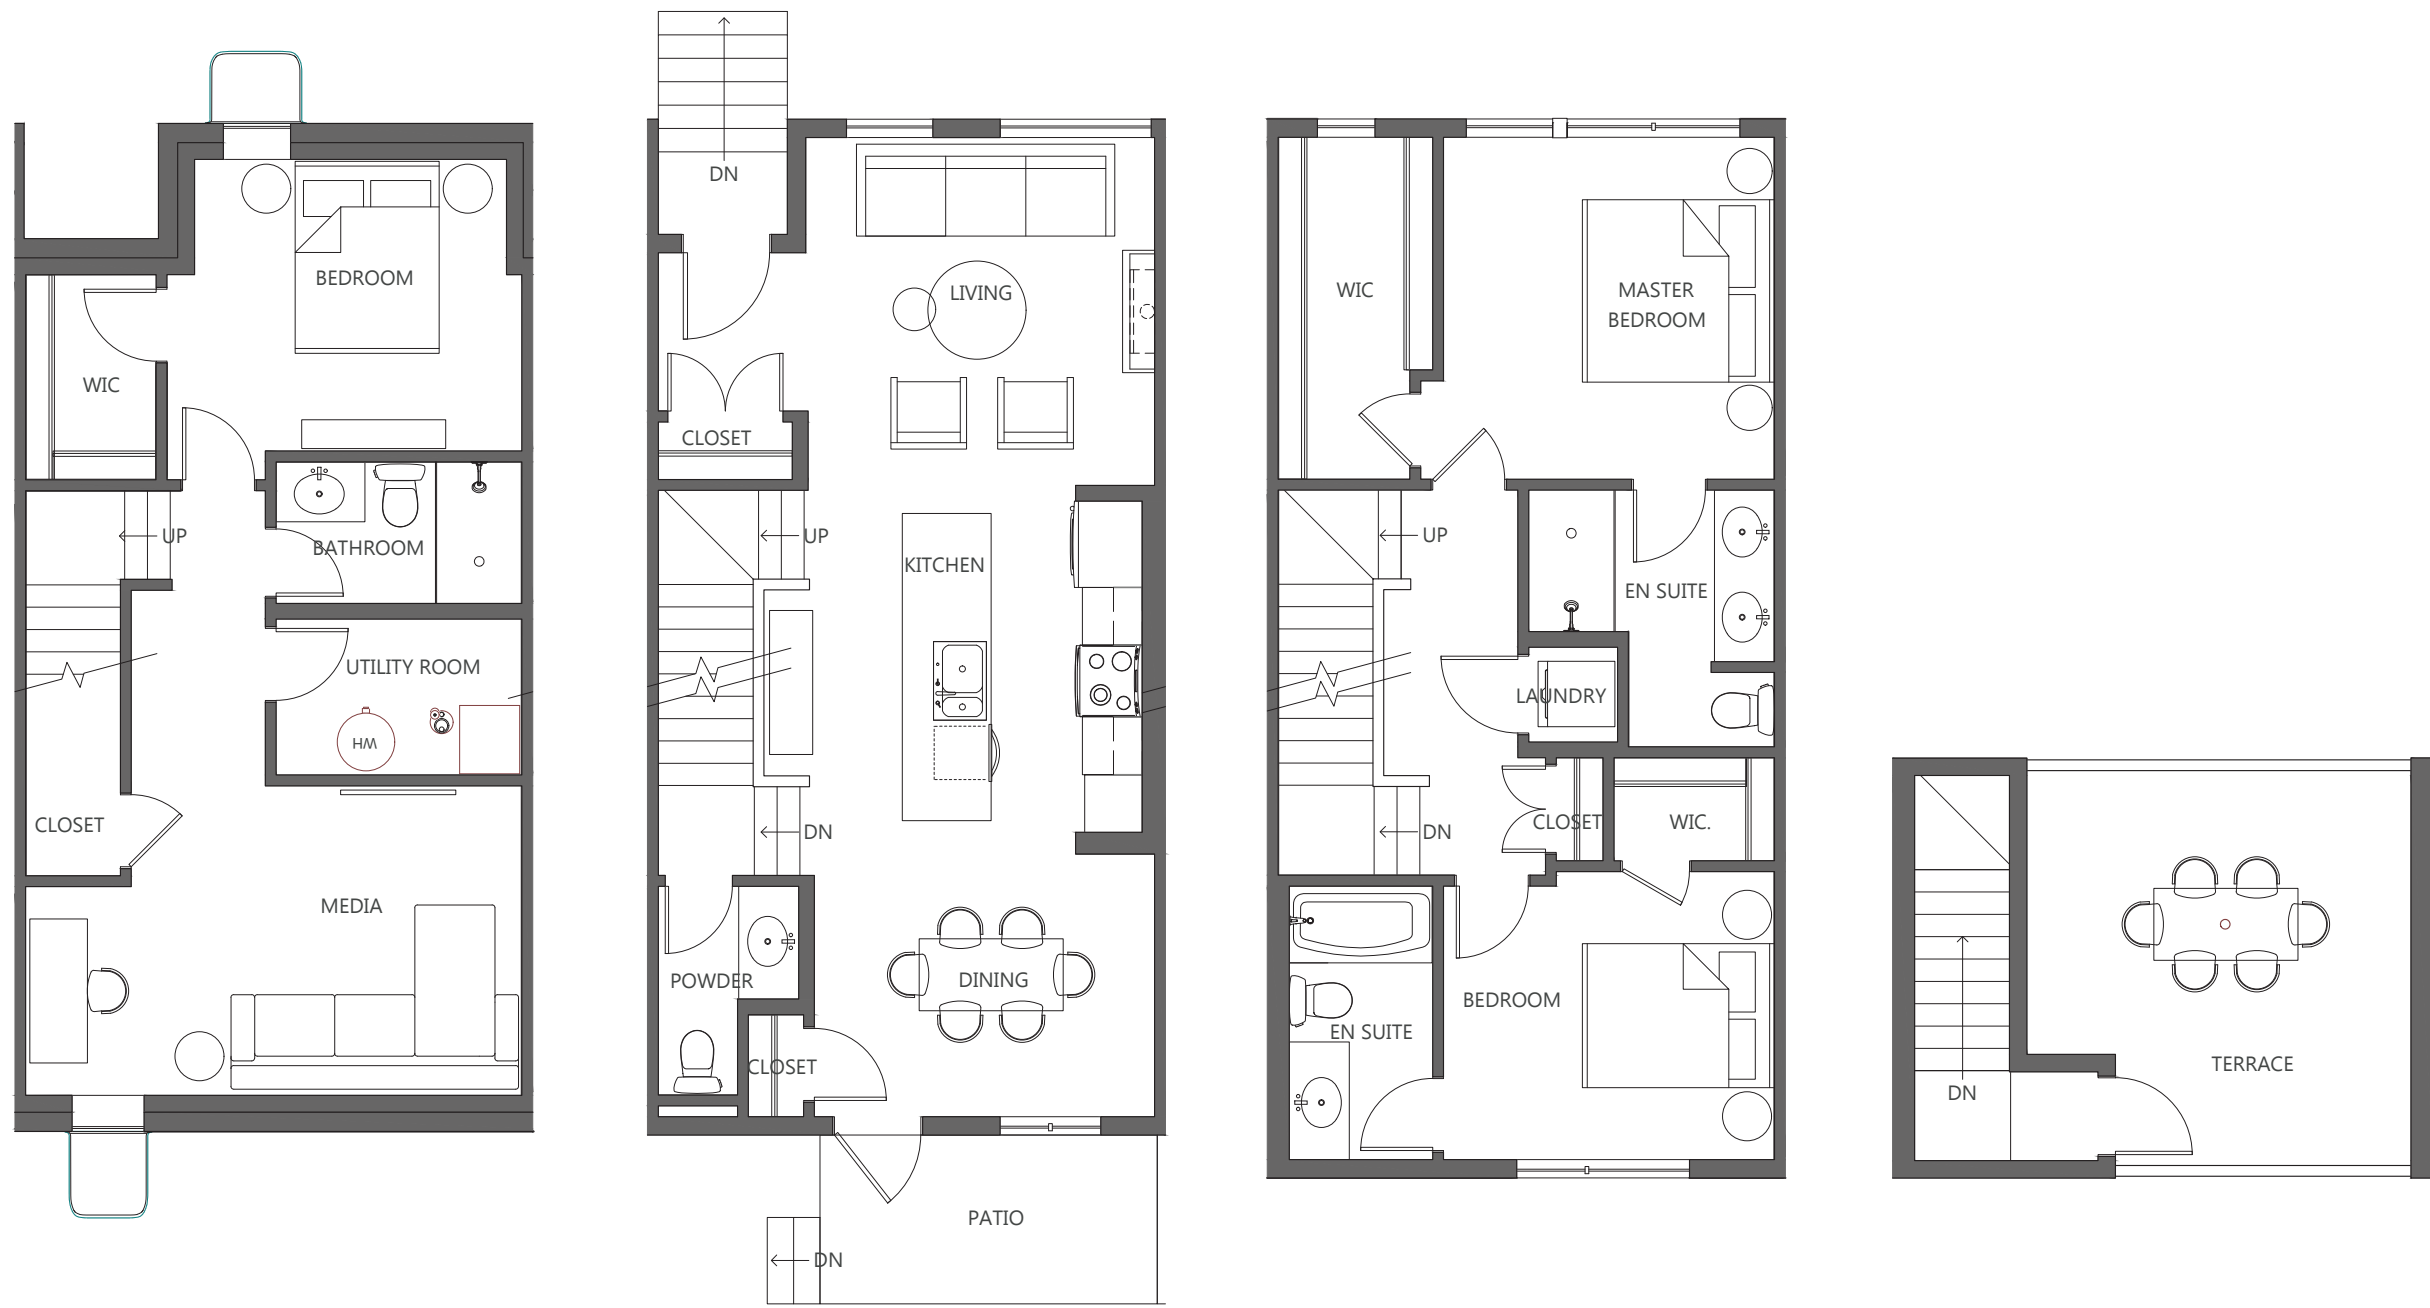 BEDROOM
WIC
UP
BATHROOM
UTILITY ROOM
HW
CLOSET
MEDIA
DN
LIVING
CLOSET
UP
KITCHEN
DN
POWDER
DINING
CLOSET
PATIO
DN
WIC
MASTER
BEDROOM
UP
EN SUITE
LAUNDRY
DN
CLOSET
WIC.
BEDROOM
EN SUITE
TERRACE
DN